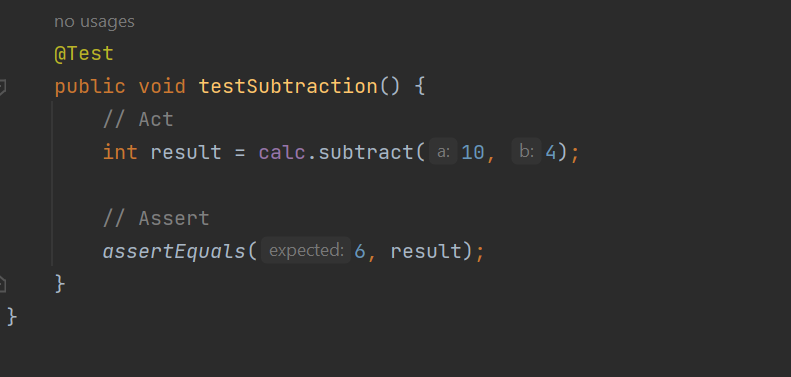 no usages
@Test
public void testSubtraction() {
// Act
int result = calc.subtract( a: 10, b: 4);
// Assert
assertEquals( expected: 6, result);
}
}